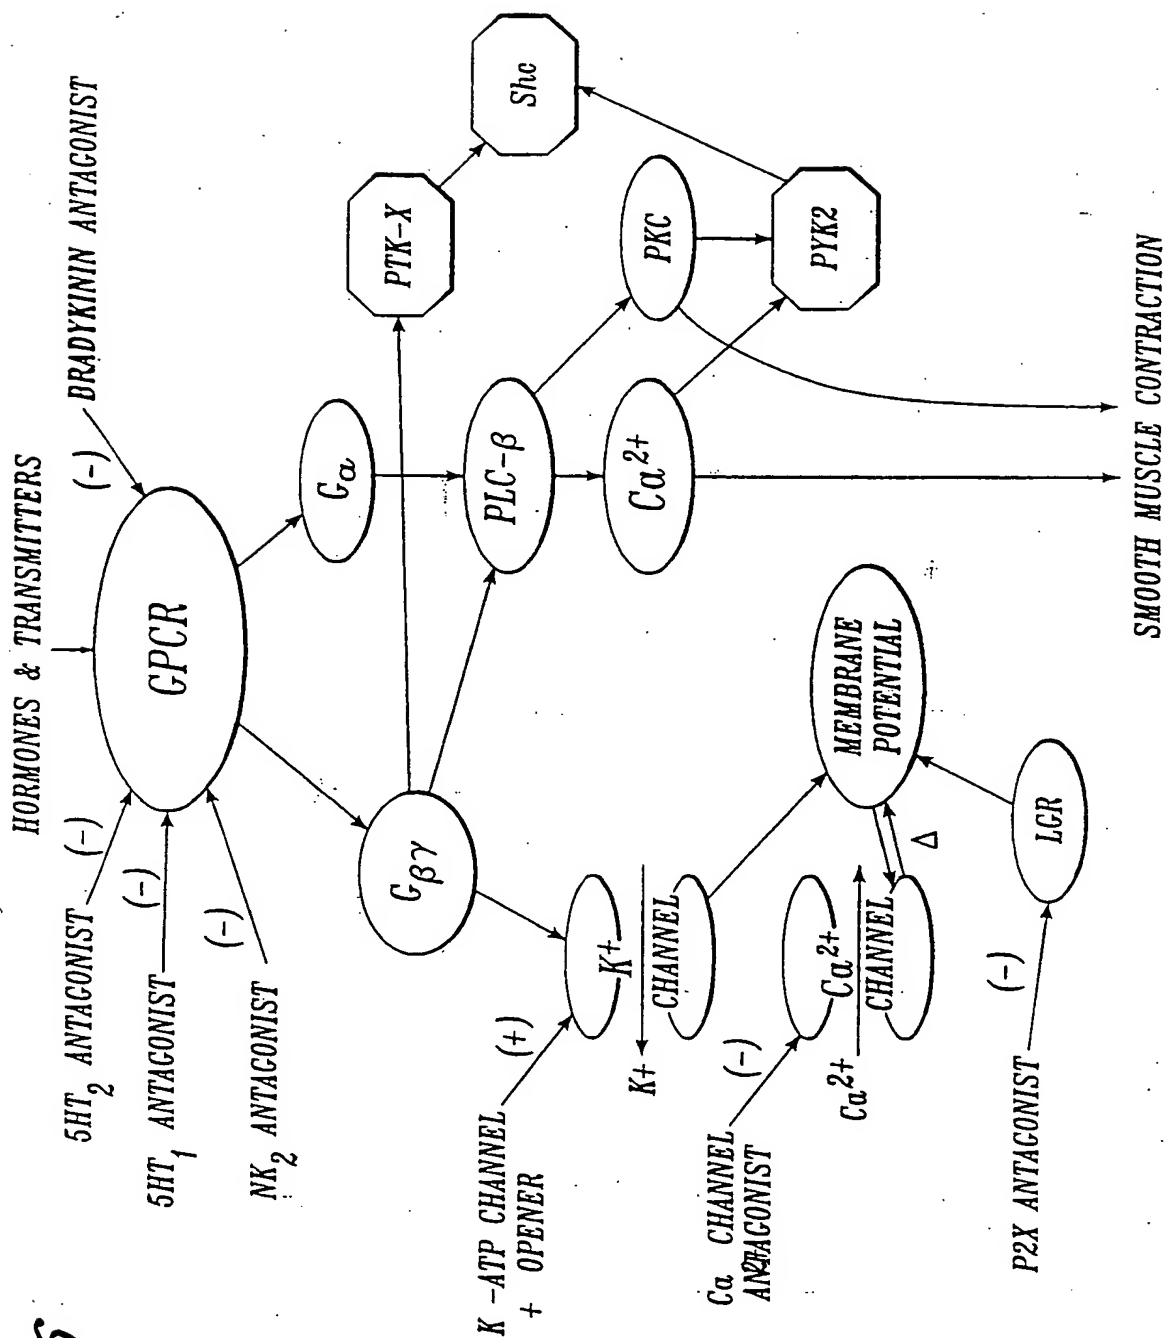 HORMONES & TRANSMITTERS
5HT2 ANTAGONIST
(-)
5HT1 ANTAGONIST
(-)
NK2 ANTAGONIST
(-)
BRADYKININ ANTAGONIST
(-)
GPCR
Gα
Gβγ
PTK-X
Shc
PLC-β
PKC
Ca2+
PYK2
K -ATP CHANNEL
+ OPENER
(+)
K+
CHANNEL
K+
Ca CHANNEL
ANTAGONIST
2+
(-)
Ca2+
CHANNEL
Ca2+
Δ
MEMBRANE
POTENTIAL
LGR
P2X ANTAGONIST
(-)
SMOOTH MUSCLE CONTRACTION